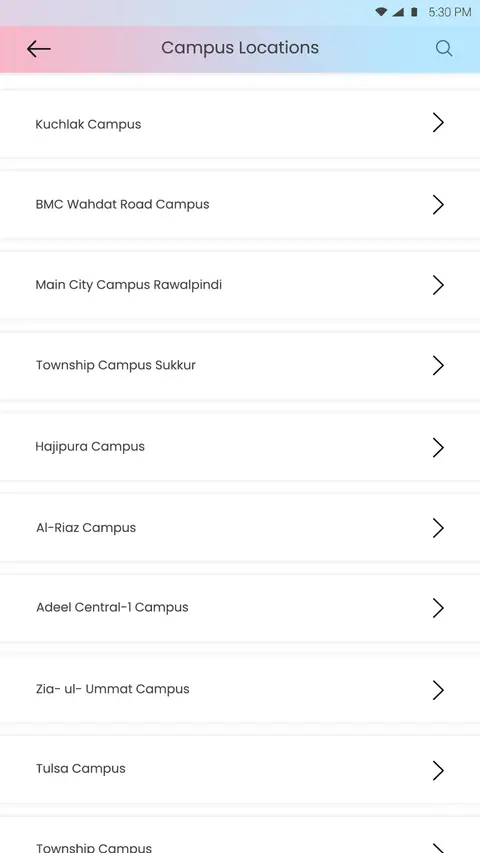 5:30 PM
Campus Locations
Kuchlak Campus
BMC Wahdat Road Campus
Main City Campus Rawalpindi
Township Campus Sukkur
Hajipura Campus
Al-Riaz Campus
Adeel Central-1 Campus
Zia- ul- Ummat Campus
Tulsa Campus
Township Campus